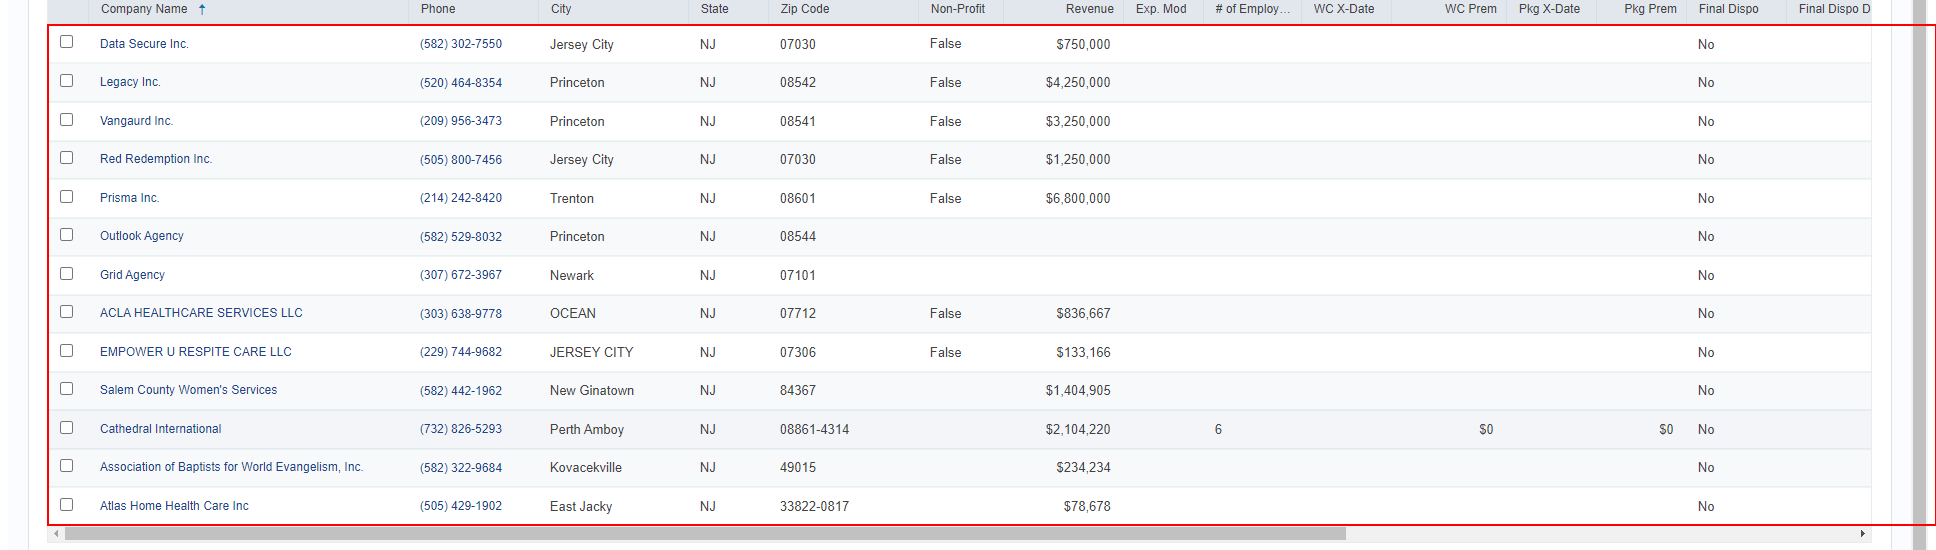 Company Name ↑ Phone City State Zip Code Non-Profit Revenue Exp. Mod # of Employ… WC X-Date WC Prem Pkg X-Date Pkg Prem Final Dispo Final Dispo D
Data Secure Inc. (582) 302-7550 Jersey City NJ 07030 False $750,000 No
Legacy Inc. (520) 464-8354 Princeton NJ 08542 False $4,250,000 No
Vangaurd Inc. (209) 956-3473 Princeton NJ 08541 False $3,250,000 No
Red Redemption Inc. (505) 800-7456 Jersey City NJ 07030 False $1,250,000 No
Prisma Inc. (214) 242-8420 Trenton NJ 08601 False $6,800,000 No
Outlook Agency (582) 529-8032 Princeton NJ 08544 No
Grid Agency (307) 672-3967 Newark NJ 07101 No
ACLA HEALTHCARE SERVICES LLC (303) 638-9778 OCEAN NJ 07712 False $836,667 No
EMPOWER U RESPITE CARE LLC (229) 744-9682 JERSEY CITY NJ 07306 False $133,166 No
Salem County Women's Services (582) 442-1962 New Ginatown NJ 84367 $1,404,905 No
Cathedral International (732) 826-5293 Perth Amboy NJ 08861-4314 $2,104,220 6 $0 $0 No
Association of Baptists for World Evangelism, Inc. (582) 322-9684 Kovacekville NJ 49015 $234,234 No
Atlas Home Health Care Inc (505) 429-1902 East Jacky NJ 33822-0817 $78,678 No